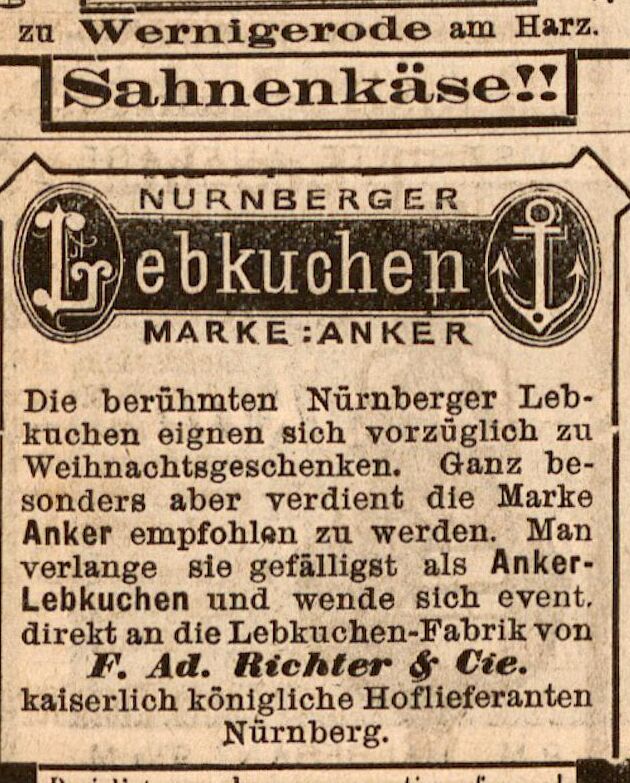 zu Wernigerode am Harz.
Sahnenkäse!!
NÜRNBERGER
Lebkuchen
MARKE:ANKER
Die berühmten Nürnberger Leb-
kuchen eignen sich vorzüglich zu
Weihnachtsgeschenken. Ganz be-
sonders aber verdient die Marke
Anker empfohlen zu werden. Man
verlange sie gefälligst als Anker-
Lebkuchen und wende sich event.
direkt an die Lebkuchen-Fabrik von
F. Ad. Richter & Cie.
kaiserlich königliche Hoflieferanten
Nürnberg.